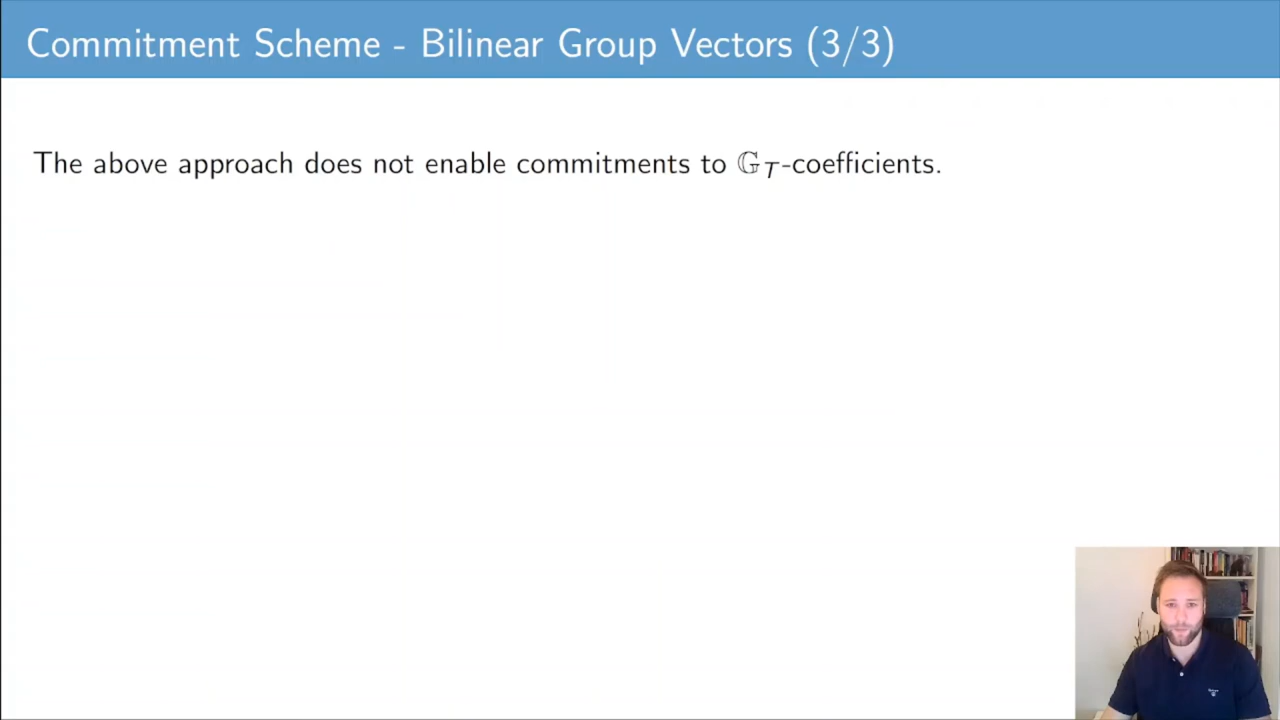 Commitment Scheme - Bilinear Group Vectors (3/3)
The above approach does not enable commitments to 𝔾_T-coefficients.